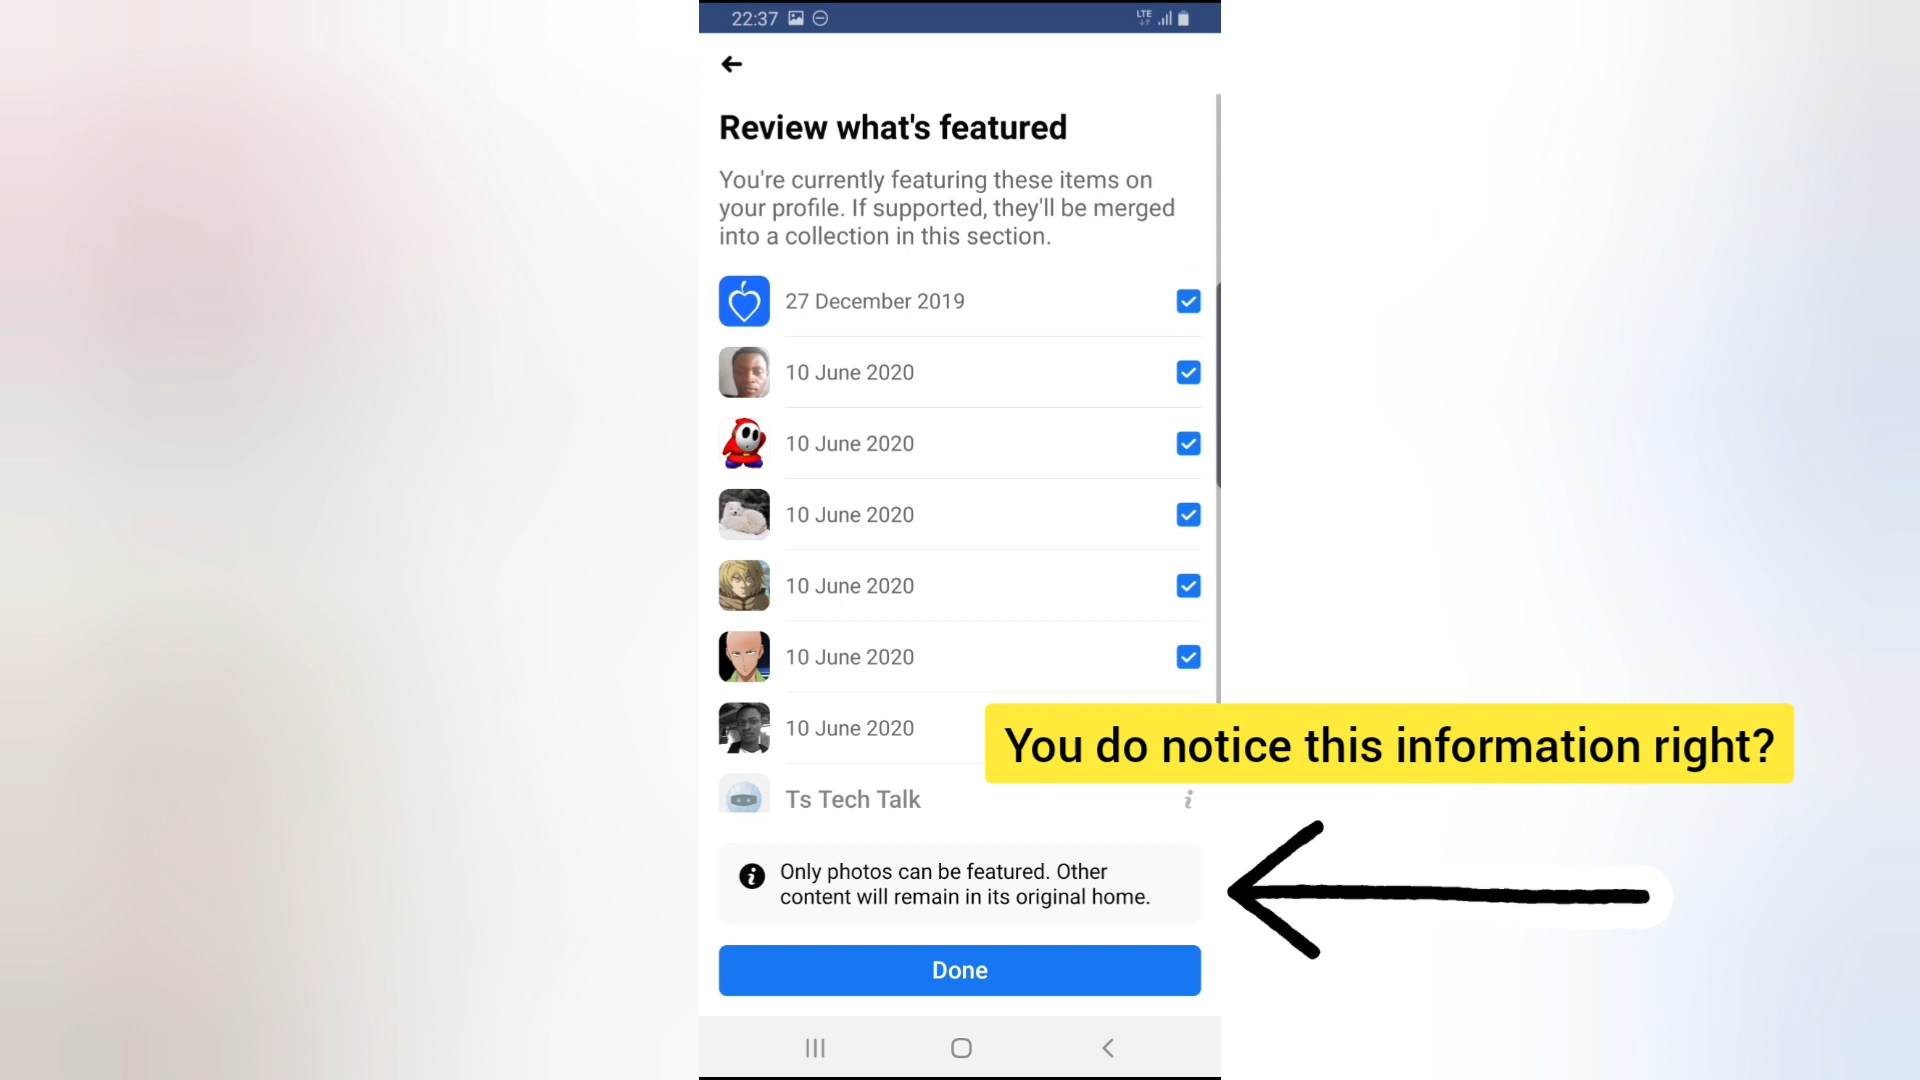 22:37
LTE
Review what's featured
You're currently featuring these items on
your profile. If supported, they'll be merged
into a collection in this section.
27 December 2019
10 June 2020
10 June 2020
10 June 2020
10 June 2020
10 June 2020
10 June 2020
You do notice this information right?
Ts Tech Talk
Only photos can be featured. Other
content will remain in its original home.
Done